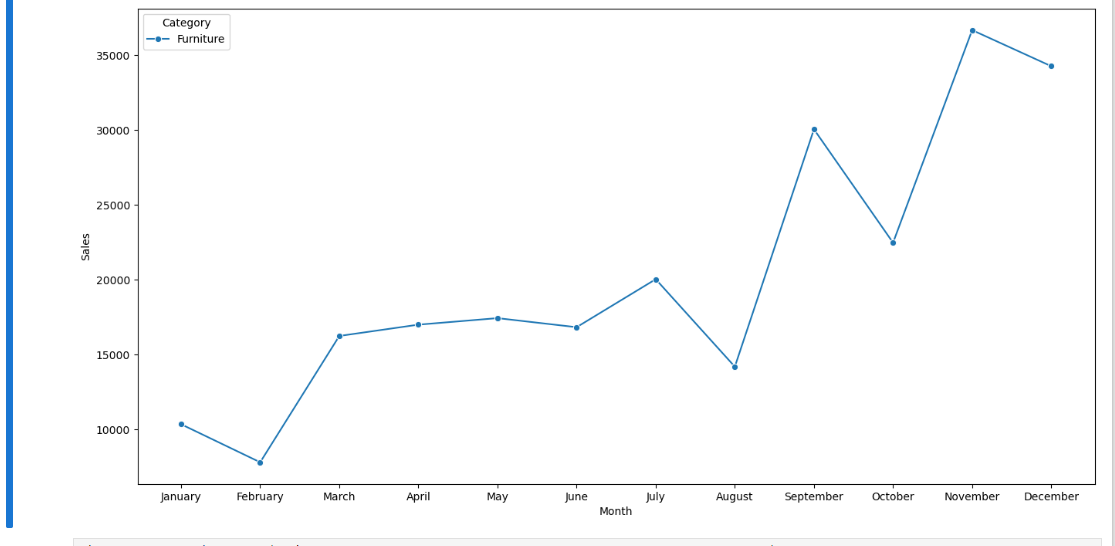 Category
Furniture
35000
30000
25000
20000
15000
10000
Sales
January February March April May June July August September October November December
Month